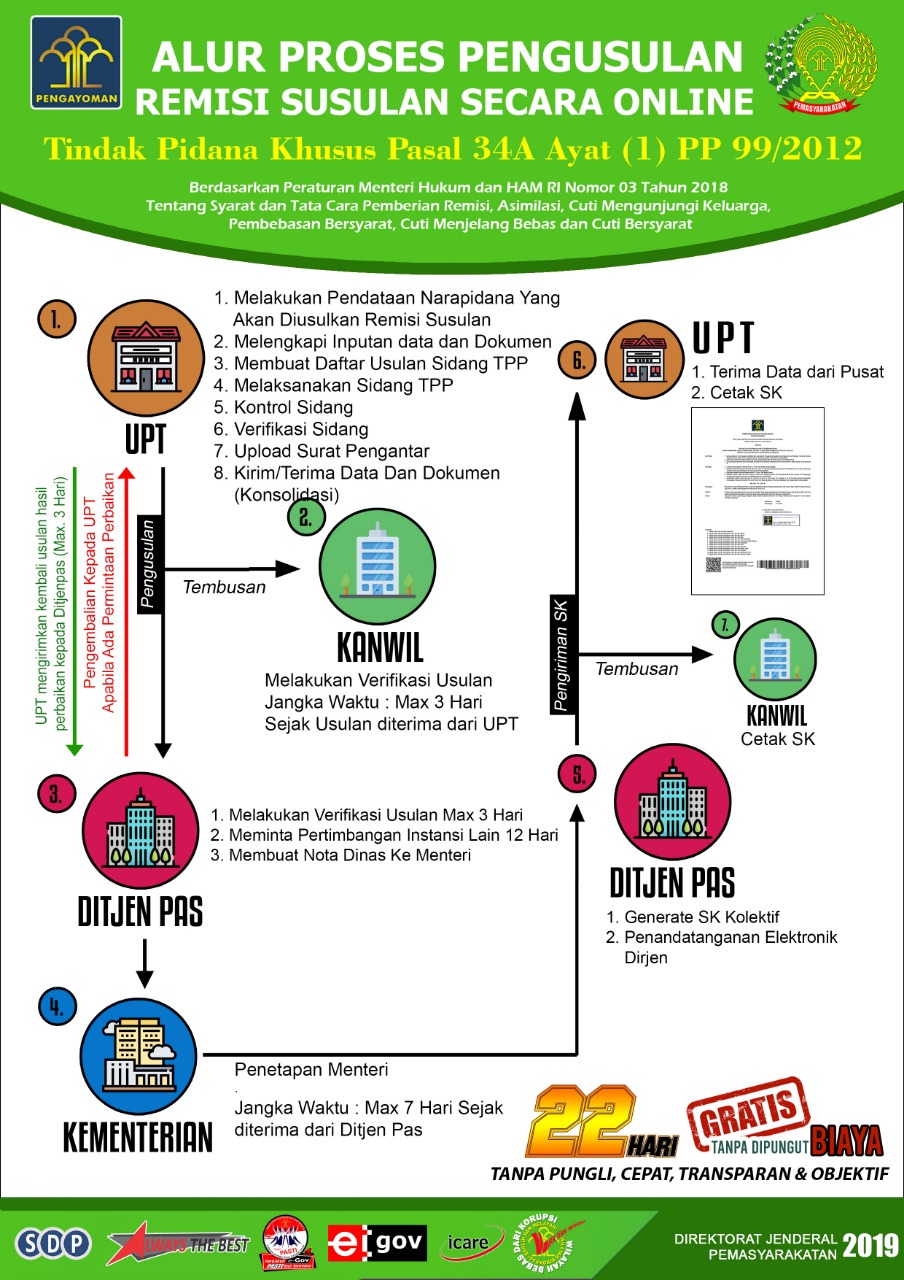 PENGAYOMAN
PEMASYARAKATAN
ALUR PROSES PENGUSULAN
REMISI SUSULAN SECARA ONLINE
Tindak Pidana Khusus Pasal 34A Ayat (1) PP 99/2012
Berdasarkan Peraturan Menteri Hukum dan HAM RI Nomor 03 Tahun 2018
Tentang Syarat dan Tata Cara Pemberian Remisi, Asimilasi, Cuti Mengunjungi Keluarga,
Pembebasan Bersyarat, Cuti Menjelang Bebas dan Cuti Bersyarat
1.
UPT
1. Melakukan Pendataan Narapidana Yang
Akan Diusulkan Remisi Susulan
2. Melengkapi Inputan data dan Dokumen
3. Membuat Daftar Usulan Sidang TPP
4. Melaksanakan Sidang TPP
5. Kontrol Sidang
6. Verifikasi Sidang
7. Upload Surat Pengantar
8. Kirim/Terima Data Dan Dokumen
(Konsolidasi)
UPT mengirimkan kembali usulan hasil
perbaikan kepada Ditjenpas (Max. 3 Hari)
Pengembalian Kepada UPT
Apabila Ada Permintaan Perbaikan
Pengusulan
Tembusan
2.
KANWIL
Melakukan Verifikasi Usulan
Jangka Waktu : Max 3 Hari
Sejak Usulan diterima dari UPT
3.
DITJEN PAS
1. Melakukan Verifikasi Usulan Max 3 Hari
2. Meminta Pertimbangan Instansi Lain 12 Hari
3. Membuat Nota Dinas Ke Menteri
4.
KEMENTERIAN
Penetapan Menteri
.
Jangka Waktu : Max 7 Hari Sejak
diterima dari Ditjen Pas
5.
DITJEN PAS
1. Generate SK Kolektif
2. Penandatanganan Elektronik
Dirjen
Pengiriman SK
Tembusan
6.
UPT
1. Terima Data dari Pusat
2. Cetak SK
7.
KANWIL
Cetak SK
22 HARI
GRATIS
TANPA DIPUNGUT BIAYA
TANPA PUNGLI, CEPAT, TRANSPARAN & OBJEKTIF
SDP
ALWAYS THE BEST
PASTI
e gov
icare
WILAYAH BEBAS DARI KORUPSI
DIREKTORAT JENDERAL
PEMASYARAKATAN 2019